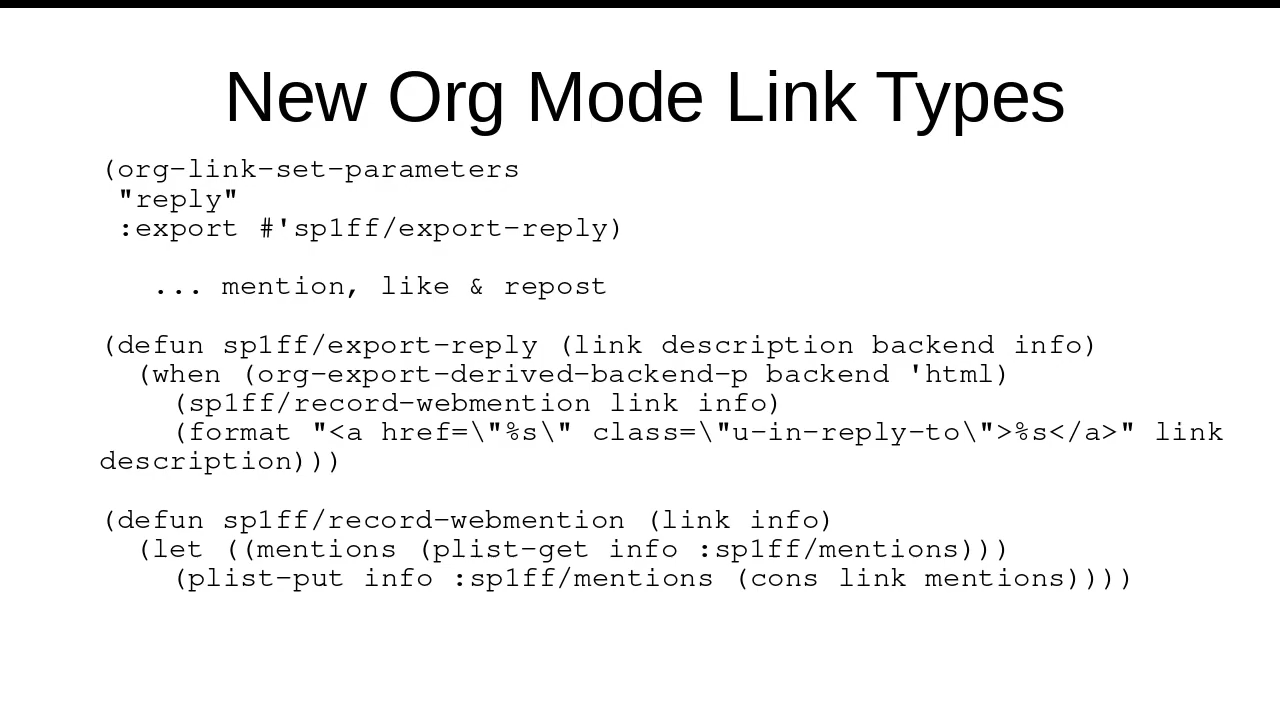 New Org Mode Link Types
(org-link-set-parameters
 "reply"
 :export #'sp1ff/export-reply)
   ... mention, like & repost
(defun sp1ff/export-reply (link description backend info)
  (when (org-export-derived-backend-p backend 'html)
    (sp1ff/record-webmention link info)
    (format "<a href=\"%s\" class=\"u-in-reply-to\">%s</a>" link
description)))
(defun sp1ff/record-webmention (link info)
  (let ((mentions (plist-get info :sp1ff/mentions)))
    (plist-put info :sp1ff/mentions (cons link mentions))))